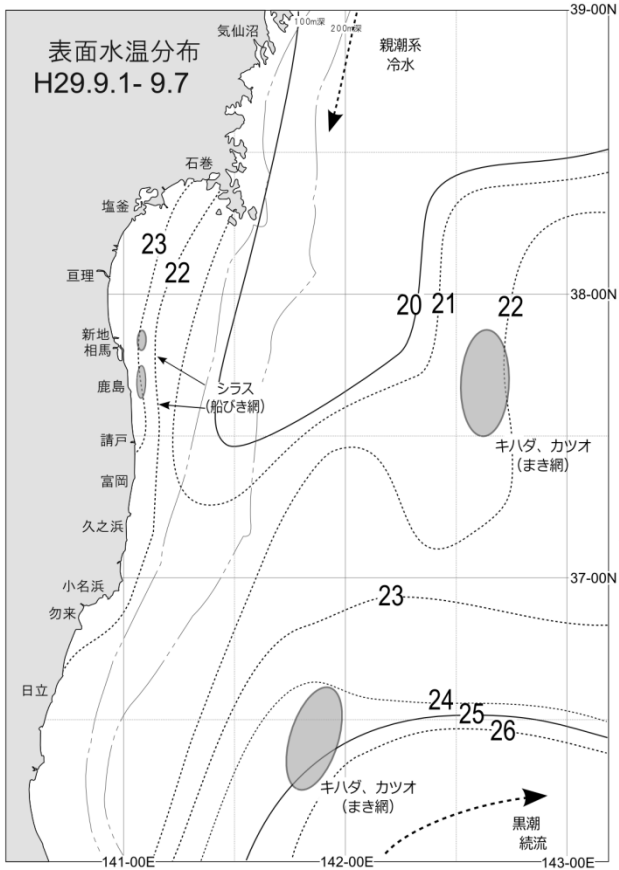 39-00N
気仙沼
100m深
200m深
表面水温分布
H29.9.1- 9.7
親潮系
冷水
石巻
塩釜
23
22
亘理
38-00N
20
21
22
新地
相馬
鹿島
シラス
(船びき網)
請戸
キハダ、カツオ
(まき網)
富岡
久之浜
37-00N
小名浜
勿来
23
日立
24
25
26
キハダ、カツオ
(まき網)
黒潮
続流
141-00E
142-00E
143-00E